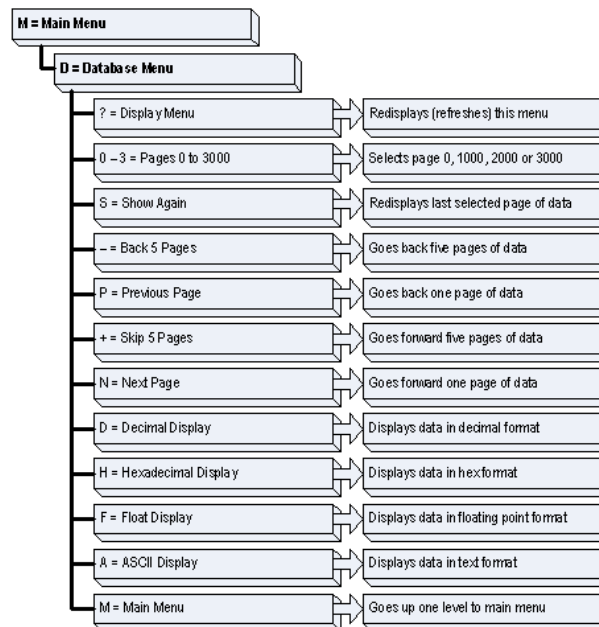 M = Main Menu
D = Database Menu
? = Display Menu
Redisplays (refreshes) this menu
0 – 3 = Pages 0 to 3000
Selects page 0, 1000, 2000 or 3000
S = Show Again
Redisplays last selected page of data
– = Back 5 Pages
Goes back five pages of data
P = Previous Page
Goes back one page of data
+ = Skip 5 Pages
Goes forward five pages of data
N = Next Page
Goes forward one page of data
D = Decimal Display
Displays data in decimal format
H = Hexadecimal Display
Displays data in hex format
F = Float Display
Displays data in floating point format
A = ASCII Display
Displays data in text format
M = Main Menu
Goes up one level to main menu